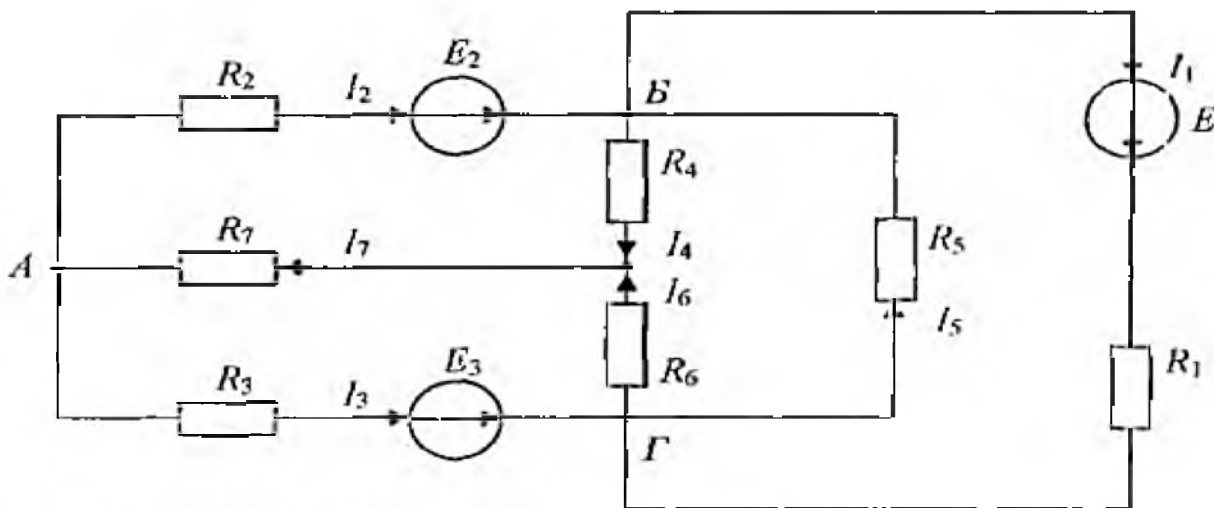 E₂
R₂
I₂
Б
I₁
E
R₄
R₇
I₇
I₄
R₅
А
I₆
I₅
E₃
R₃
I₃
R₆
R₁
Г